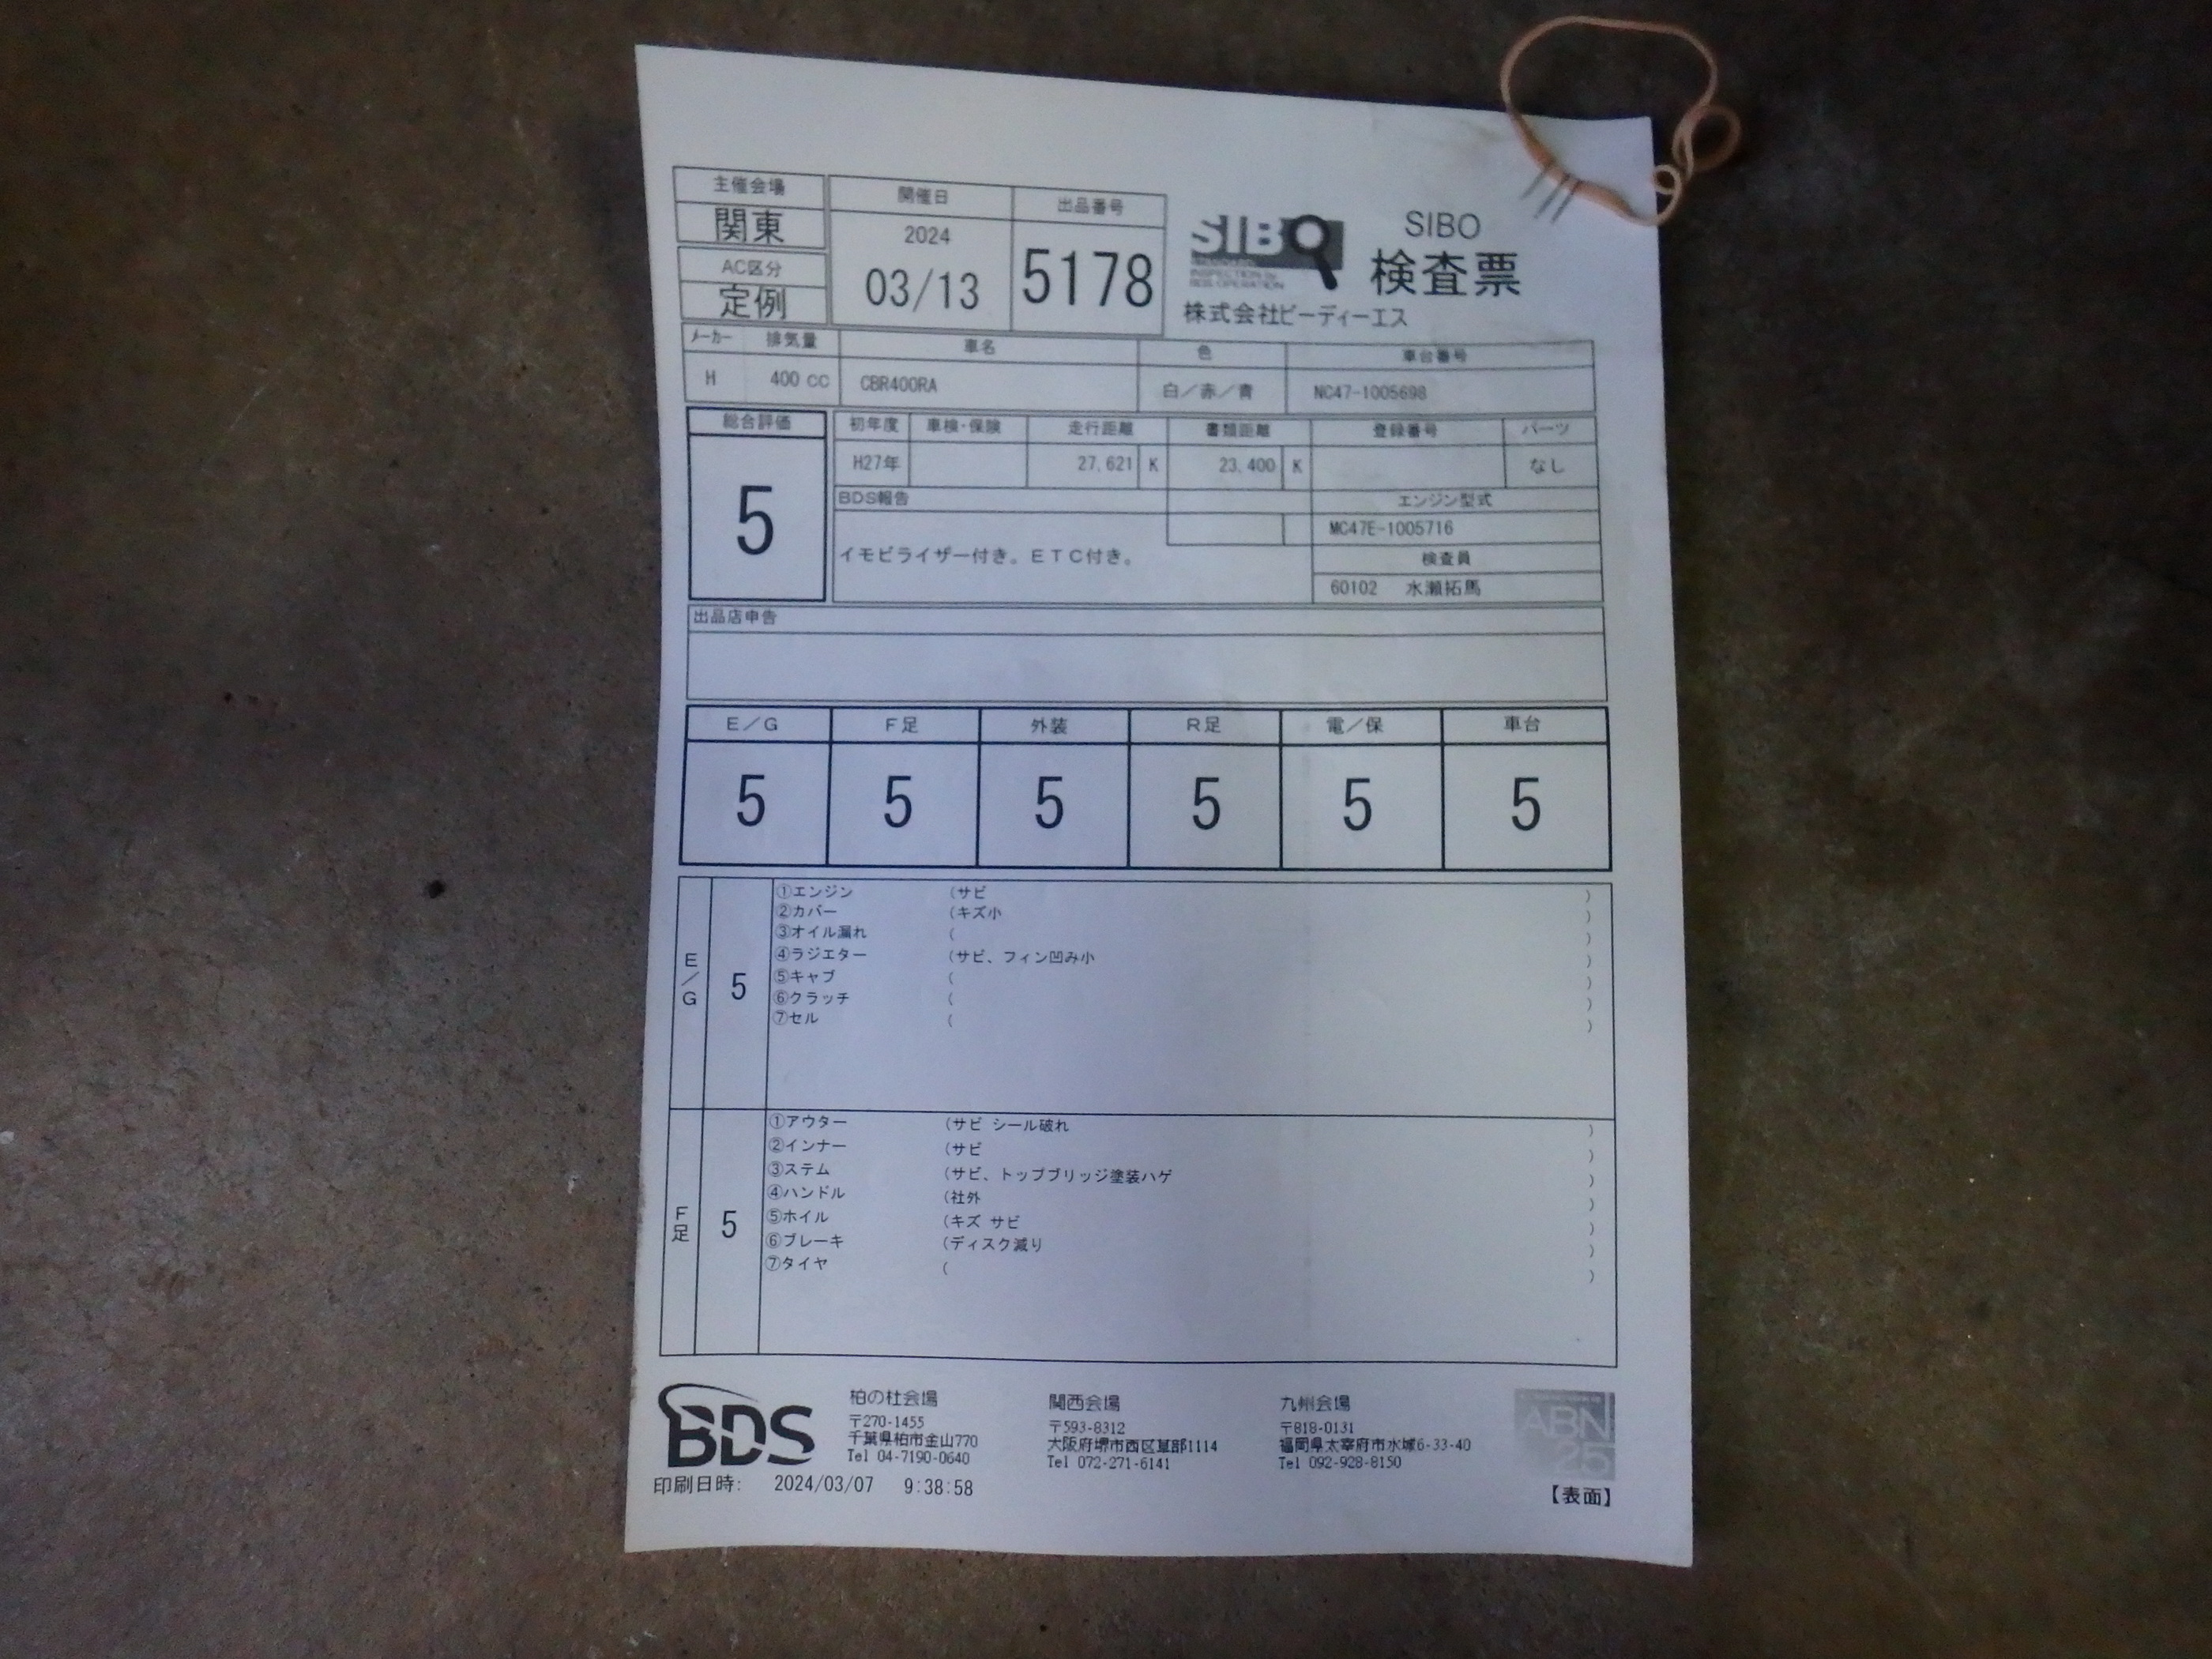 主催会場 開催日 出品番号
関東 2024 03/13 5178
AC区分
定例
SIBO
INSPECTION by
BDS OPERATION
SIBO
検査票
株式会社ビーディーエス
メーカー 排気量 車名 色 車台番号
H 400 cc CBR400RA 白/赤/青 NC47-1005698
総合評価 初年度 車検・保険 走行距離 書類距離 登録番号 パーツ
5 H27年 27,621 K 23,400 K なし
BDS報告 エンジン型式
MC47E-1005716
イモビライザー付き。ETC付き。 検査員
60102 水瀬拓馬
出品店申告
E/G F足 外装 R足 電/保 車台
5 5 5 5 5 5
E/G 5
①エンジン (サビ )
②カバー (キズ小 )
③オイル漏れ ( )
④ラジエター (サビ、フィン凹み小 )
⑤キャブ ( )
⑥クラッチ ( )
⑦セル ( )
F足 5
①アウター (サビ シール破れ )
②インナー (サビ )
③ステム (サビ、トップブリッジ塗装ハゲ )
④ハンドル (社外 )
⑤ホイル (キズ サビ )
⑥ブレーキ (ディスク減り )
⑦タイヤ ( )
BDS
柏の杜会場
〒270-1455
千葉県柏市金山770
Tel 04-7190-0640
関西会場
〒593-8312
大阪府堺市西区草部1114
Tel 072-271-6141
九州会場
〒818-0131
福岡県太宰府市水城6-33-40
Tel 092-928-8150
ABN
25
印刷日時: 2024/03/07 9:38:58
【表面】